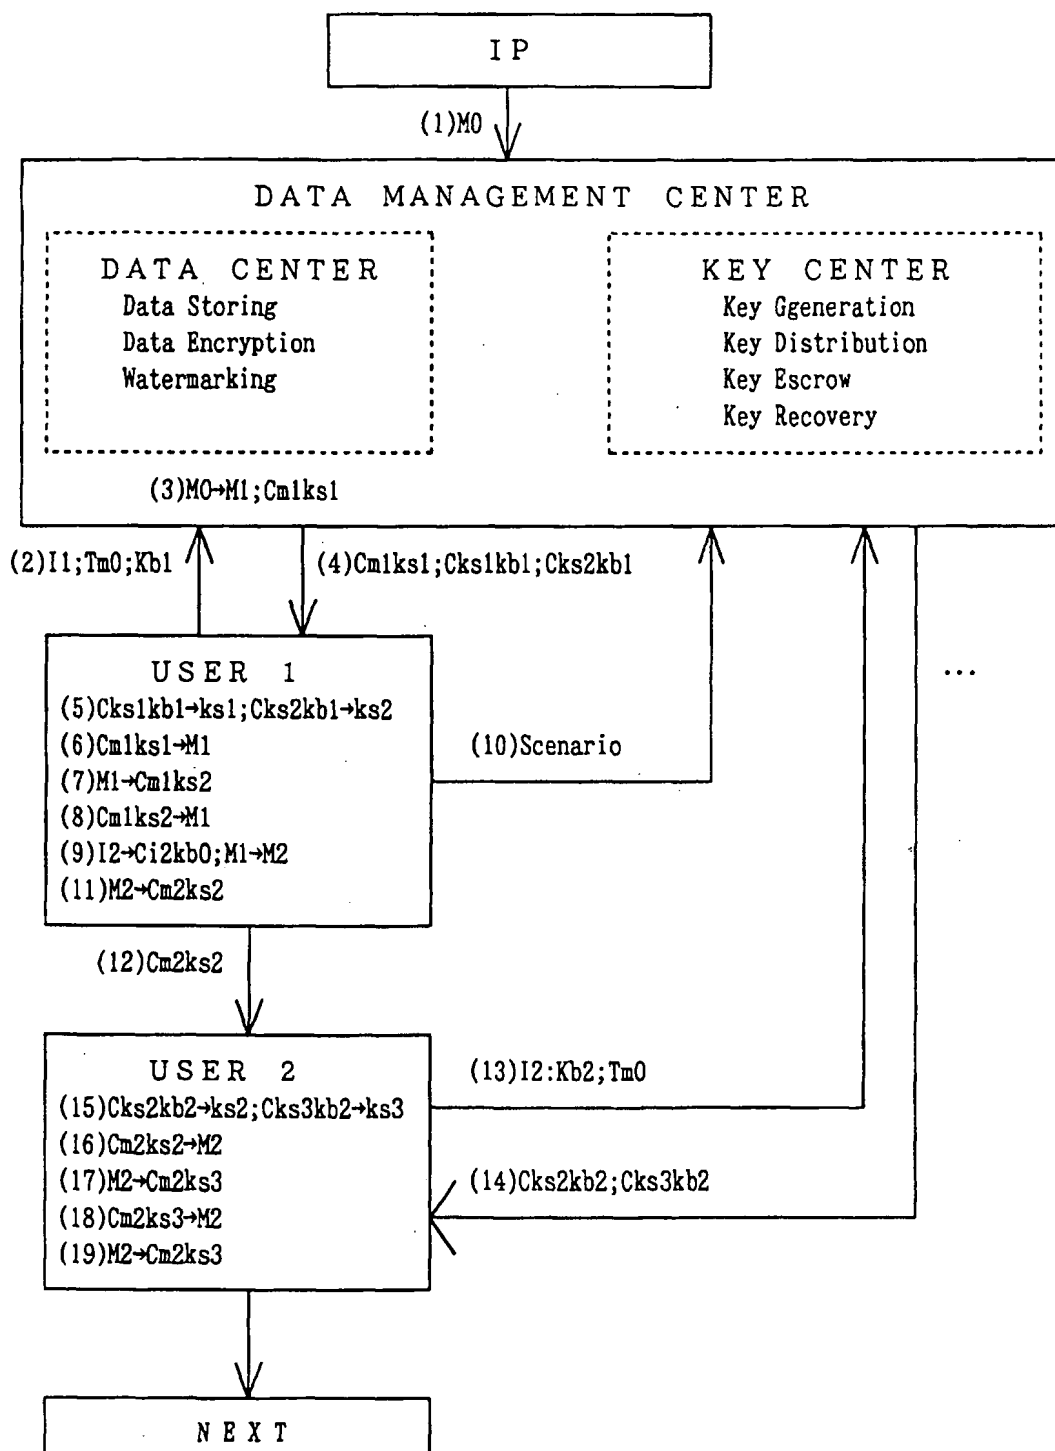 IP
(1)M0
DATA MANAGEMENT CENTER
DATA CENTER
Data Storing
Data Encryption
Watermarking
KEY CENTER
Key Ggeneration
Key Distribution
Key Escrow
Key Recovery
(3)M0→M1;Cm1ks1
(2)I1;Tm0;Kb1
(4)Cm1ks1;Cks1kb1;Cks2kb1
USER 1
(5)Cks1kb1→ks1;Cks2kb1→ks2
(6)Cm1ks1→M1
(7)M1→Cm1ks2
(8)Cm1ks2→M1
(9)I2→Ci2kb0;M1→M2
(11)M2→Cm2ks2
(10)Scenario
...
(12)Cm2ks2
USER 2
(15)Cks2kb2→ks2;Cks3kb2→ks3
(16)Cm2ks2→M2
(17)M2→Cm2ks3
(18)Cm2ks3→M2
(19)M2→Cm2ks3
(13)I2:Kb2;Tm0
(14)Cks2kb2;Cks3kb2
NEXT